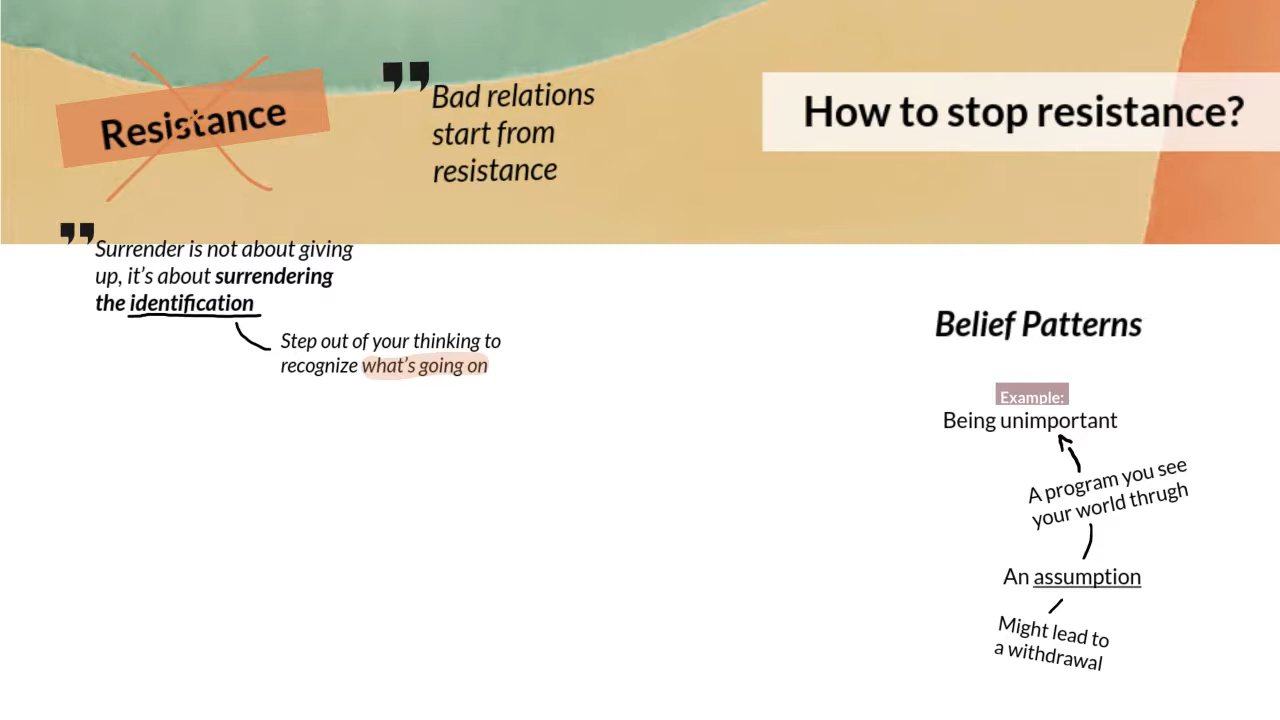 Resistance
” Bad relations
start from
resistance
How to stop resistance?
” Surrender is not about giving
up, it’s about surrendering
the identification
Step out of your thinking to
recognize what’s going on
Belief Patterns
Example:
Being unimportant
A program you see
your world thrugh
An assumption
Might lead to
a withdrawal